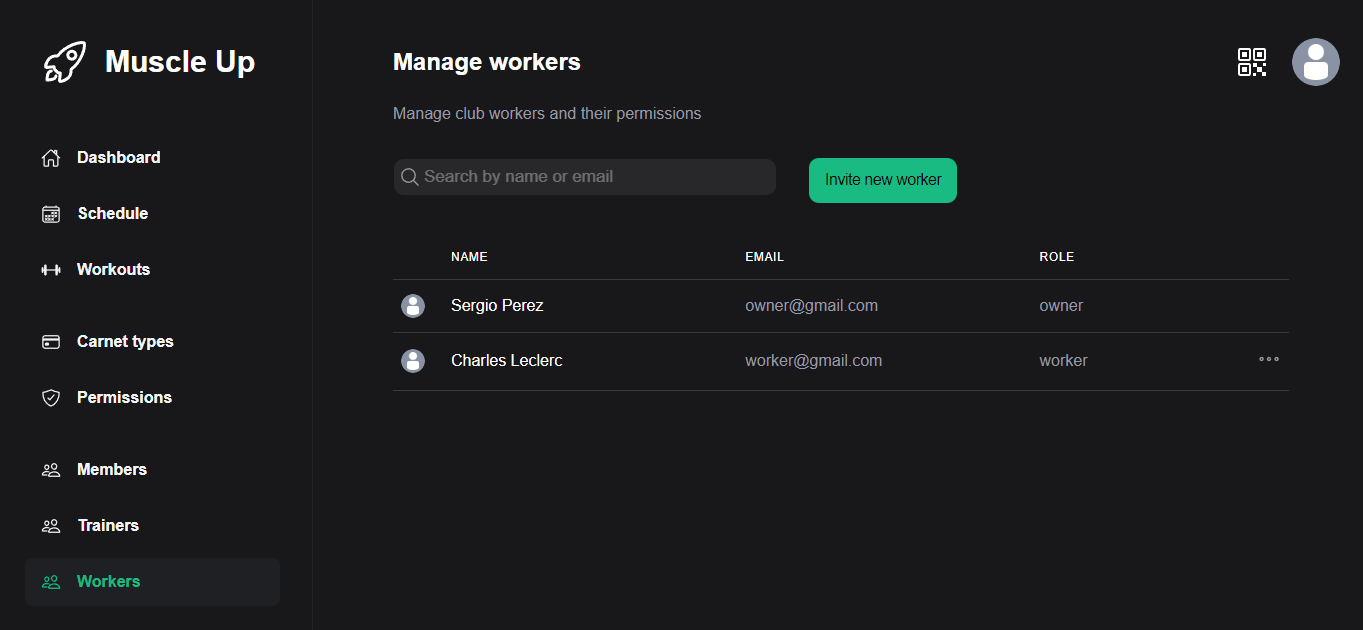 Muscle Up
Dashboard
Schedule
Workouts
Carnet types
Permissions
Members
Trainers
Workers
Manage workers
Manage club workers and their permissions
Search by name or email
Invite new worker
NAME EMAIL ROLE
Sergio Perez owner@gmail.com owner
Charles Leclerc worker@gmail.com worker